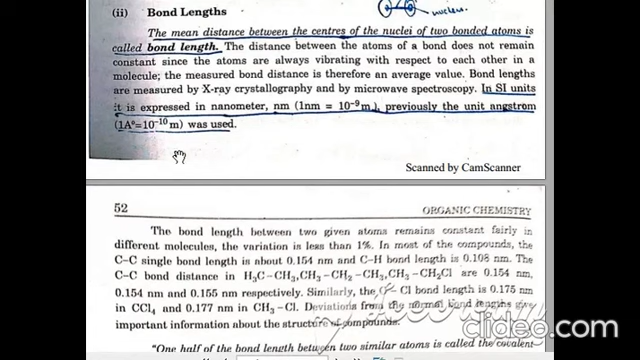 (ii) Bond Lengths
nucleus.
The mean distance between the centres of the nuclei of two bonded atoms is
called bond length. The distance between the atoms of a bond does not remain
constant since the atoms are always vibrating with respect to each other in a
molecule; the measured bond distance is therefore an average value. Bond lengths
are measured by X-ray crystallography and by microwave spectroscopy. In SI units
it is expressed in nanometer, nm (1nm = 10⁻⁹m), previously the unit angstrom
(1A°=10⁻¹⁰m) was used.
Scanned by CamScanner
52 ORGANIC CHEMISTRY
The bond length between two given atoms remains constant fairly in
different molecules, the variation is less than 1%. In most of the compounds, the
C–C single bond length is about 0.154 nm and C–H bond length is 0.108 nm. The
C–C bond distance in H₃C–CH₃, CH₃–CH₂–CH₃, CH₃–CH₂Cl are 0.154 nm,
0.154 nm and 0.155 nm respectively. Similarly, the C–Cl bond length is 0.175 nm
in CCl₄ and 0.177 nm in CH₃–Cl. Deviations from the normal bond lengths give
important information about the structure of compounds.
clideo.com
"One half of the bond length between two similar atoms is called the covalent